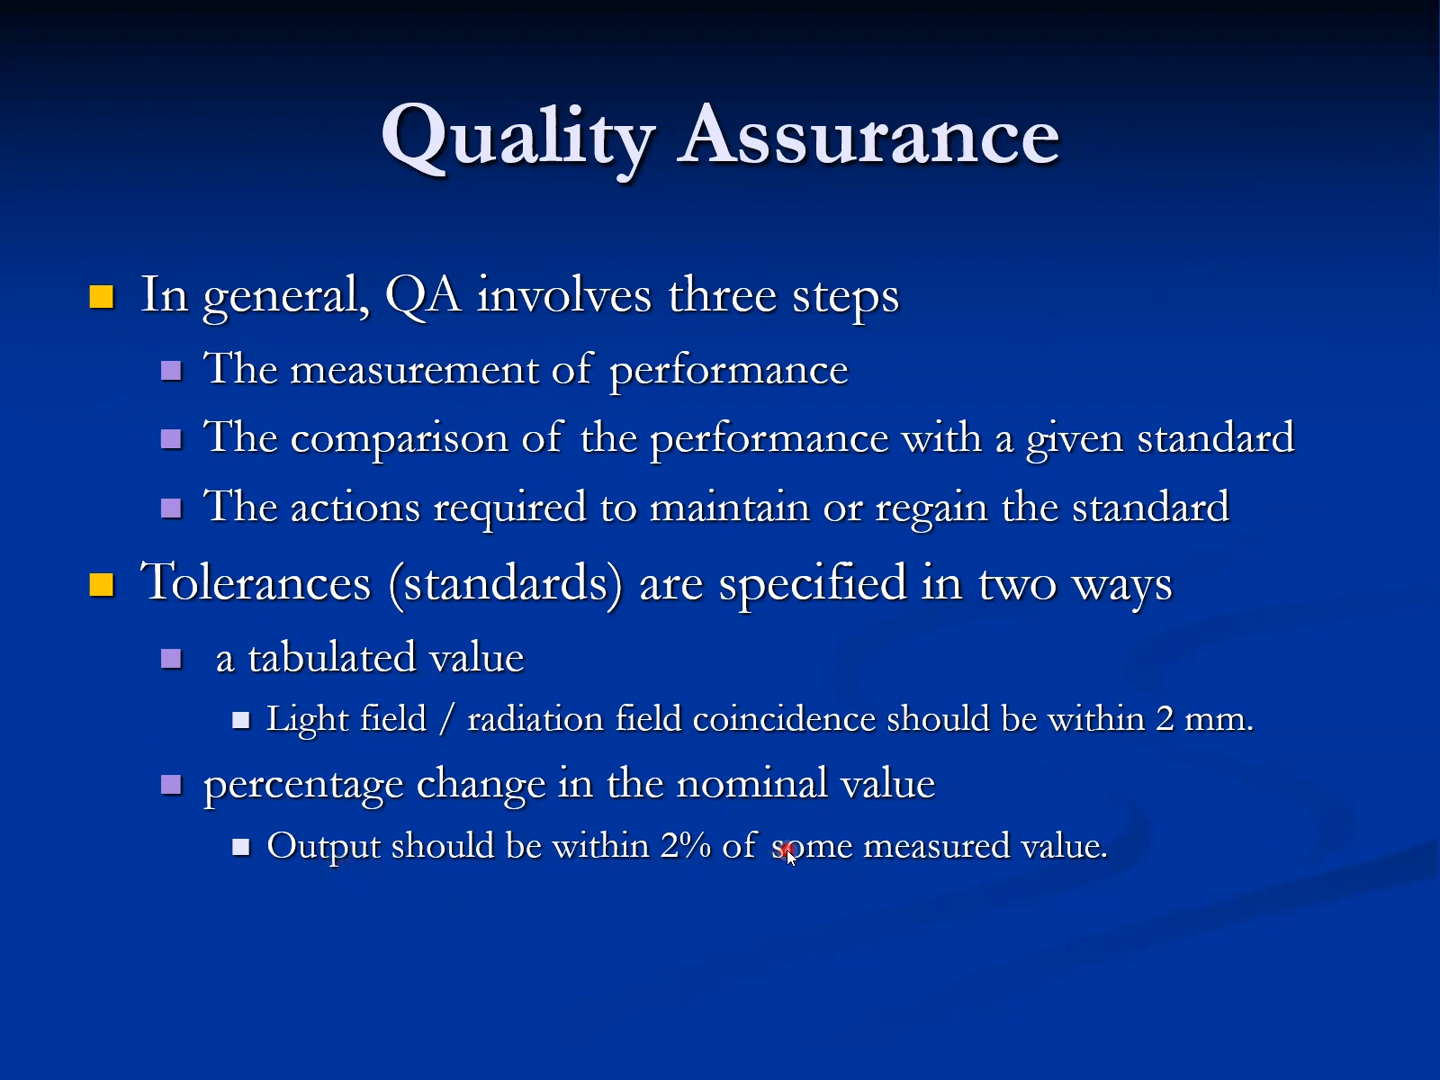 Quality Assurance
In general, QA involves three steps
The measurement of performance
The comparison of the performance with a given standard
The actions required to maintain or regain the standard
Tolerances (standards) are specified in two ways
a tabulated value
Light field / radiation field coincidence should be within 2 mm.
percentage change in the nominal value
Output should be within 2% of some measured value.